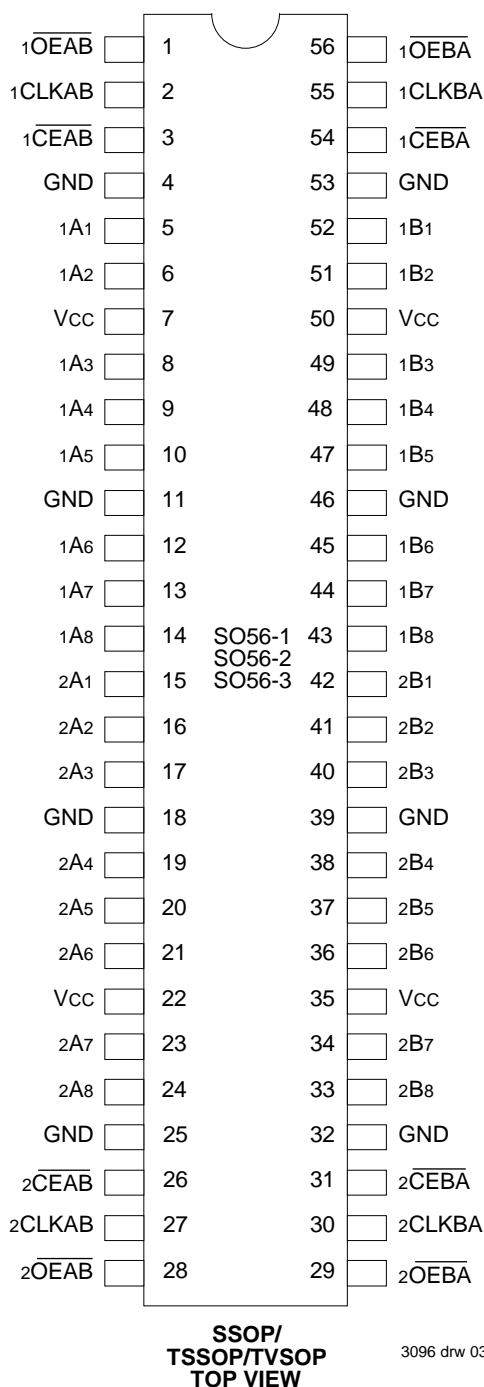 1OEAB 1 56 1OEBA
1CLKAB 2 55 1CLKBA
1CEAB 3 54 1CEBA
GND 4 53 GND
1A1 5 52 1B1
1A2 6 51 1B2
VCC 7 50 VCC
1A3 8 49 1B3
1A4 9 48 1B4
1A5 10 47 1B5
GND 11 46 GND
1A6 12 45 1B6
1A7 13 44 1B7
1A8 14 SO56-1 43 1B8
SO56-2
2A1 15 SO56-3 42 2B1
2A2 16 41 2B2
2A3 17 40 2B3
GND 18 39 GND
2A4 19 38 2B4
2A5 20 37 2B5
2A6 21 36 2B6
VCC 22 35 VCC
2A7 23 34 2B7
2A8 24 33 2B8
GND 25 32 GND
2CEAB 26 31 2CEBA
2CLKAB 27 30 2CLKBA
2OEAB 28 29 2OEBA
SSOP/
TSSOP/TVSOP
TOP VIEW
3096 drw 03